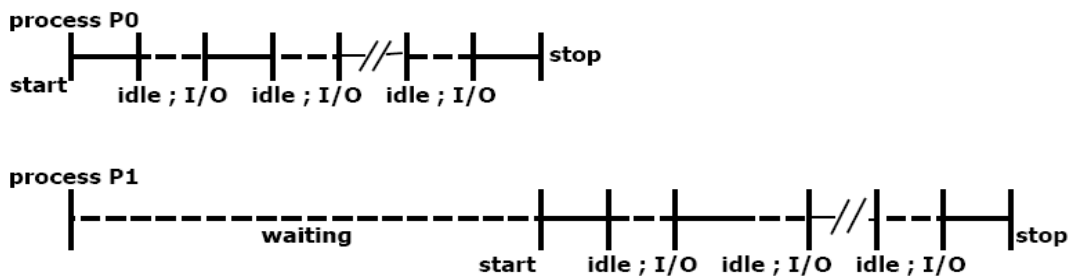 process P0
start
idle ; I/O
idle ; I/O
idle ; I/O
stop
process P1
waiting
start
idle ; I/O
idle ; I/O
idle ; I/O
stop